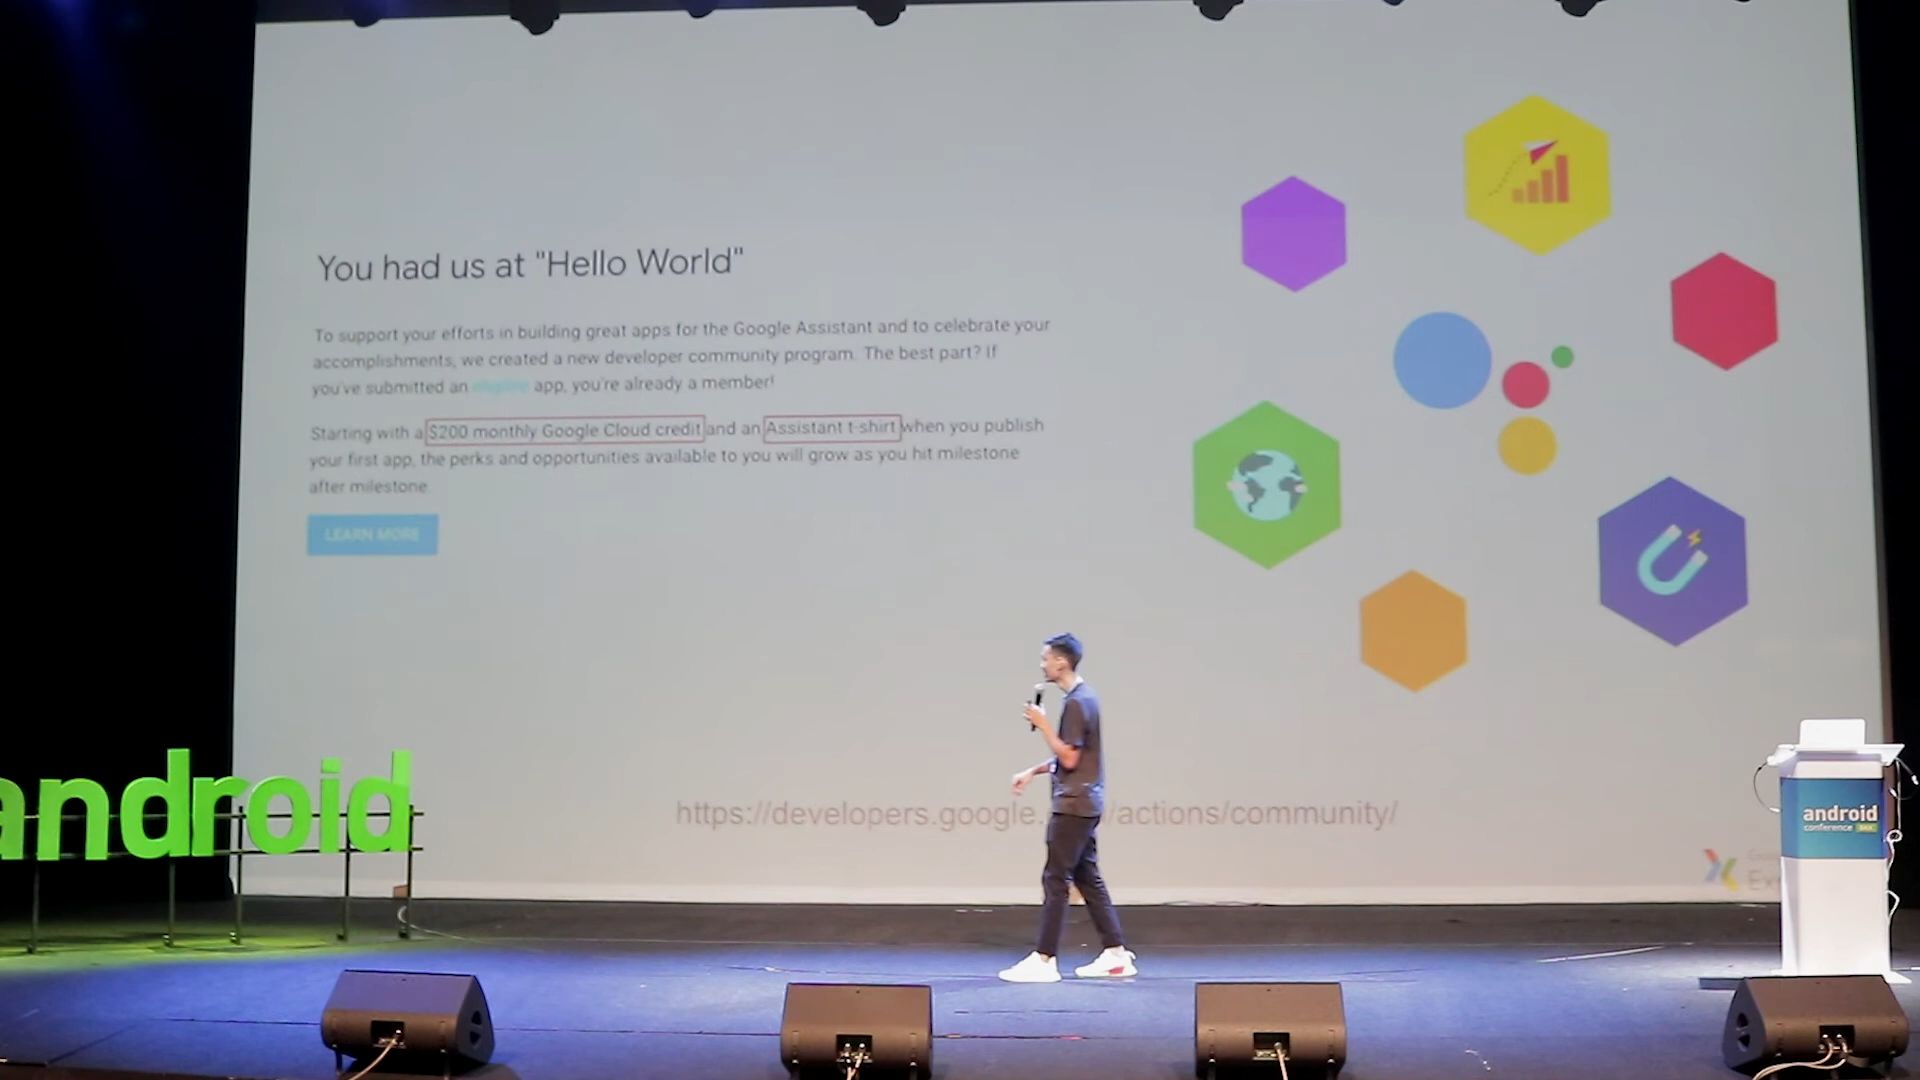 You had us at "Hello World"
To support your efforts in building great apps for the Google Assistant and to celebrate your
accomplishments, we created a new developer community program. The best part? If
you've submitted an eligible app, you're already a member!
Starting with a $200 monthly Google Cloud credit and an Assistant t-shirt when you publish
your first app, the perks and opportunities available to you will grow as you hit milestone
after milestone
LEARN MORE
https://developers.google. /actions/community/
android
android
conference